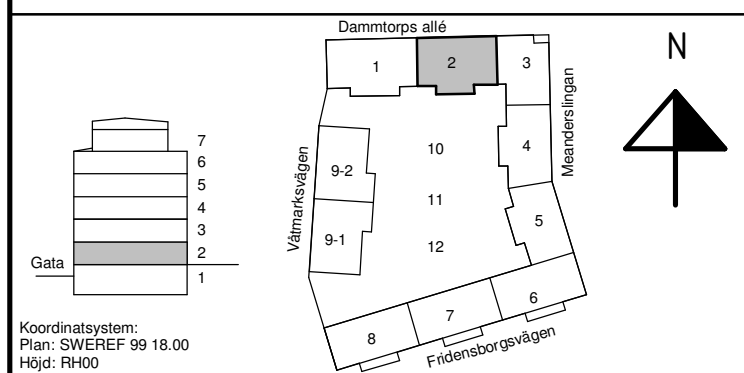 Dammtorps allé
N
1
2
3
4
5
6
7
8
9-1
9-2
10
11
12
Meanderslingan
Våtmarksvägen
Fridensborgsvägen
7
6
5
4
3
2
1
Gata
Koordinatsystem:
Plan: SWEREF 99 18.00
Höjd: RH00